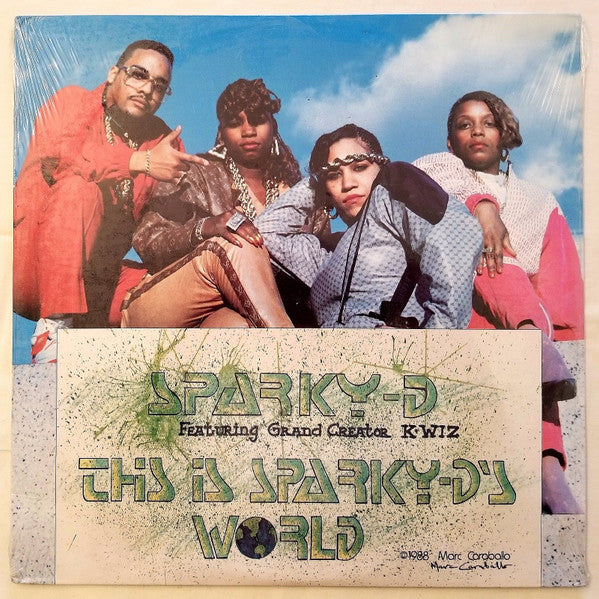 SPARKY-D
FEATURING GRAND CREATOR K-WIZ
THIS IS SPARKY-D'S
WORLD
©1988 Marc Caraballo
Marc Caraballo